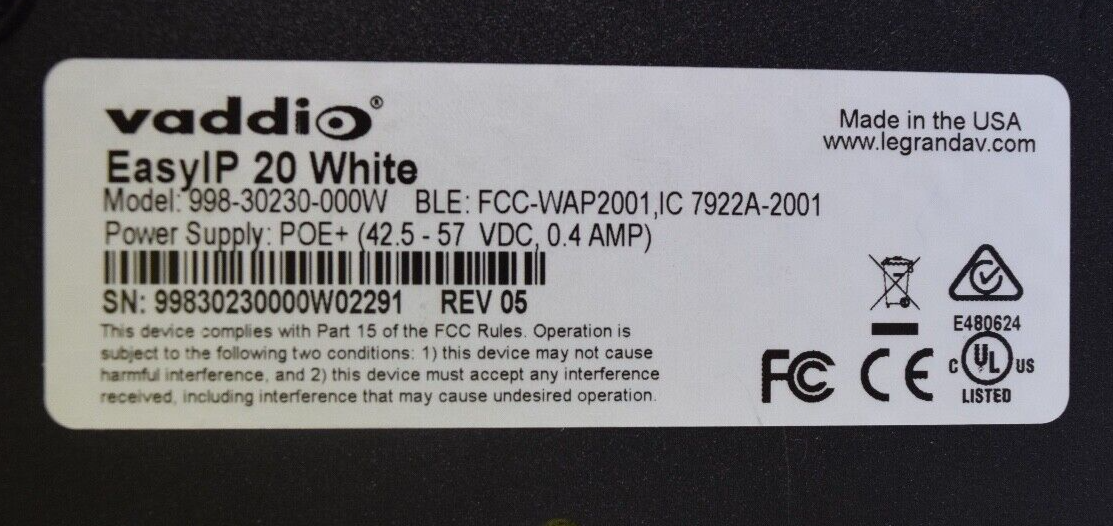 vaddio®
EasyIP 20 White
Model: 998-30230-000W BLE: FCC-WAP2001,IC 7922A-2001
Power Supply: POE+ (42.5 - 57 VDC, 0.4 AMP)
SN: 99830230000W02291 REV 05
This device complies with Part 15 of the FCC Rules. Operation is
subject to the following two conditions: 1) this device may not cause
harmful interference, and 2) this device must accept any interference
received, including interference that may cause undesired operation.
Made in the USA
www.legrandav.com
E480624
FC CE C UL US
LISTED